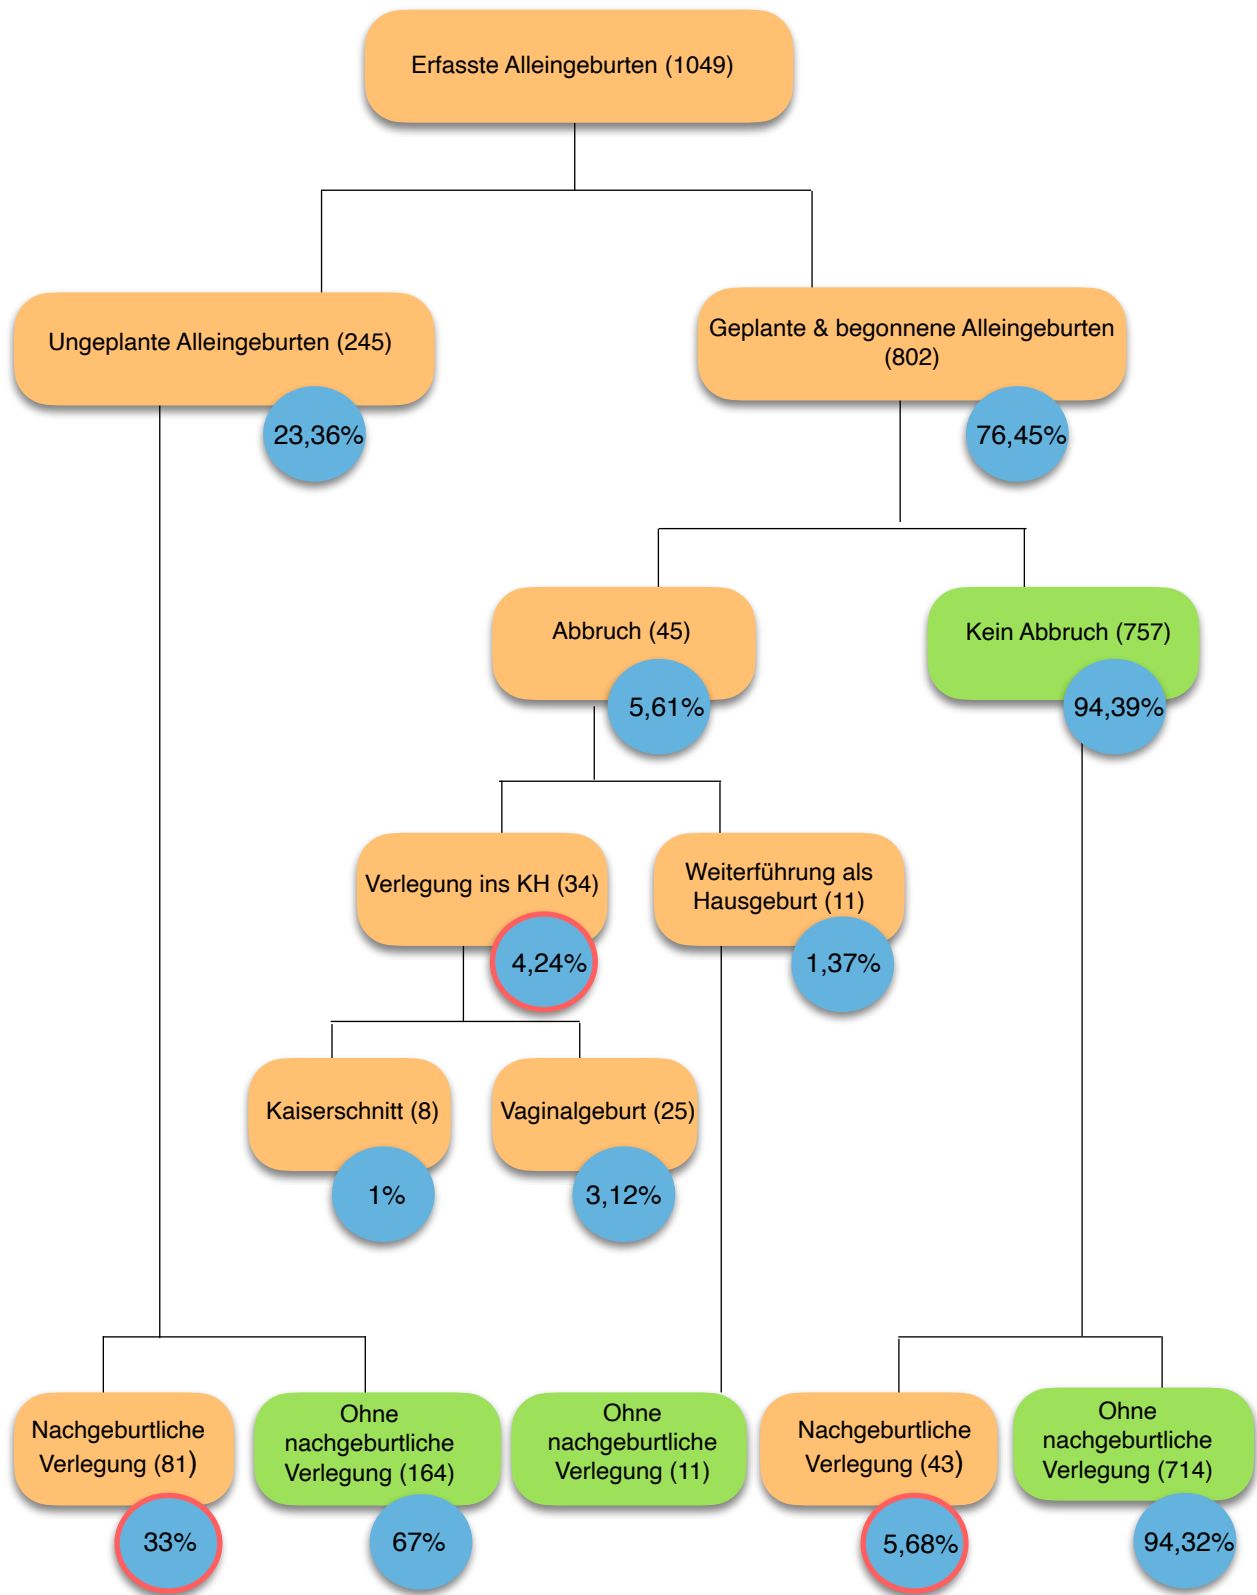 Erfasste Alleingeburten (1049)
Ungeplante Alleingeburten (245)
23,36%
Geplante & begonnene Alleingeburten
(802)
76,45%
Abbruch (45)
5,61%
Kein Abbruch (757)
94,39%
Verlegung ins KH (34)
4,24%
Weiterführung als
Hausgeburt (11)
1,37%
Kaiserschnitt (8)
1%
Vaginalgeburt (25)
3,12%
Nachgeburtliche
Verlegung (81)
33%
Ohne
nachgeburtliche
Verlegung (164)
67%
Ohne
nachgeburtliche
Verlegung (11)
Nachgeburtliche
Verlegung (43)
5,68%
Ohne
nachgeburtliche
Verlegung (714)
94,32%